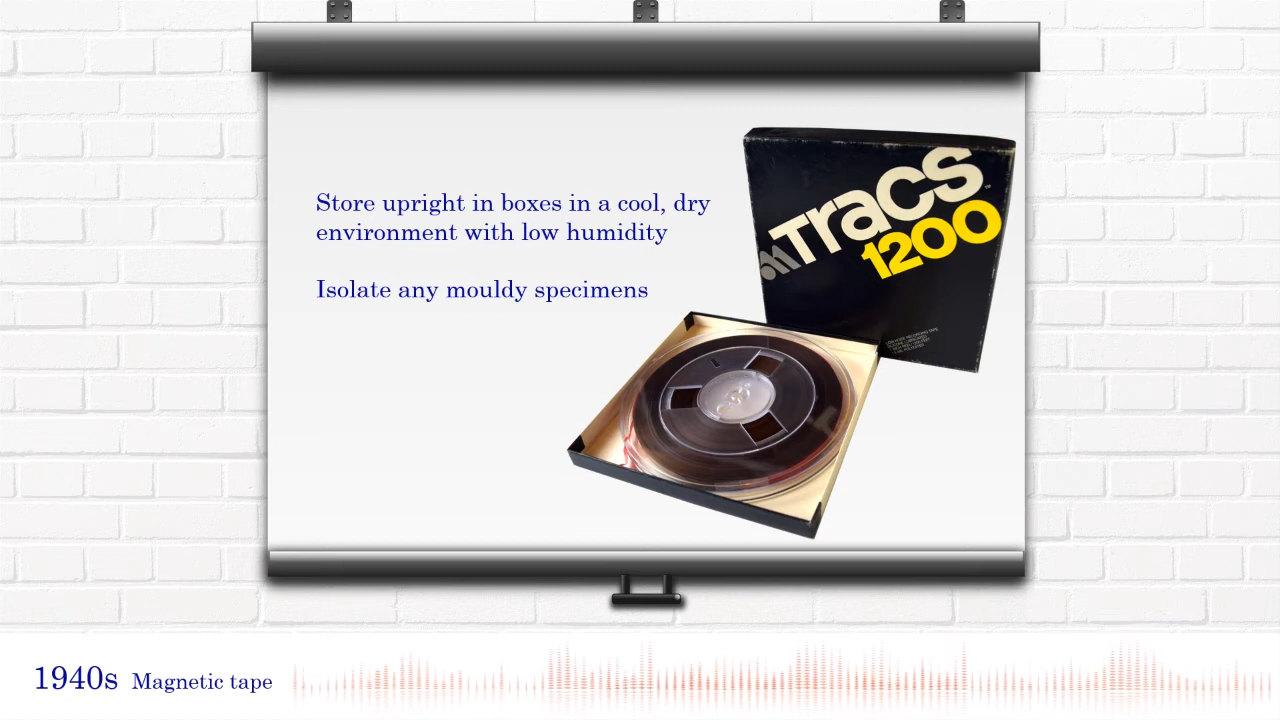 Store upright in boxes in a cool, dry
environment with low humidity
Isolate any mouldy specimens
Tracs
1200
1940s Magnetic tape